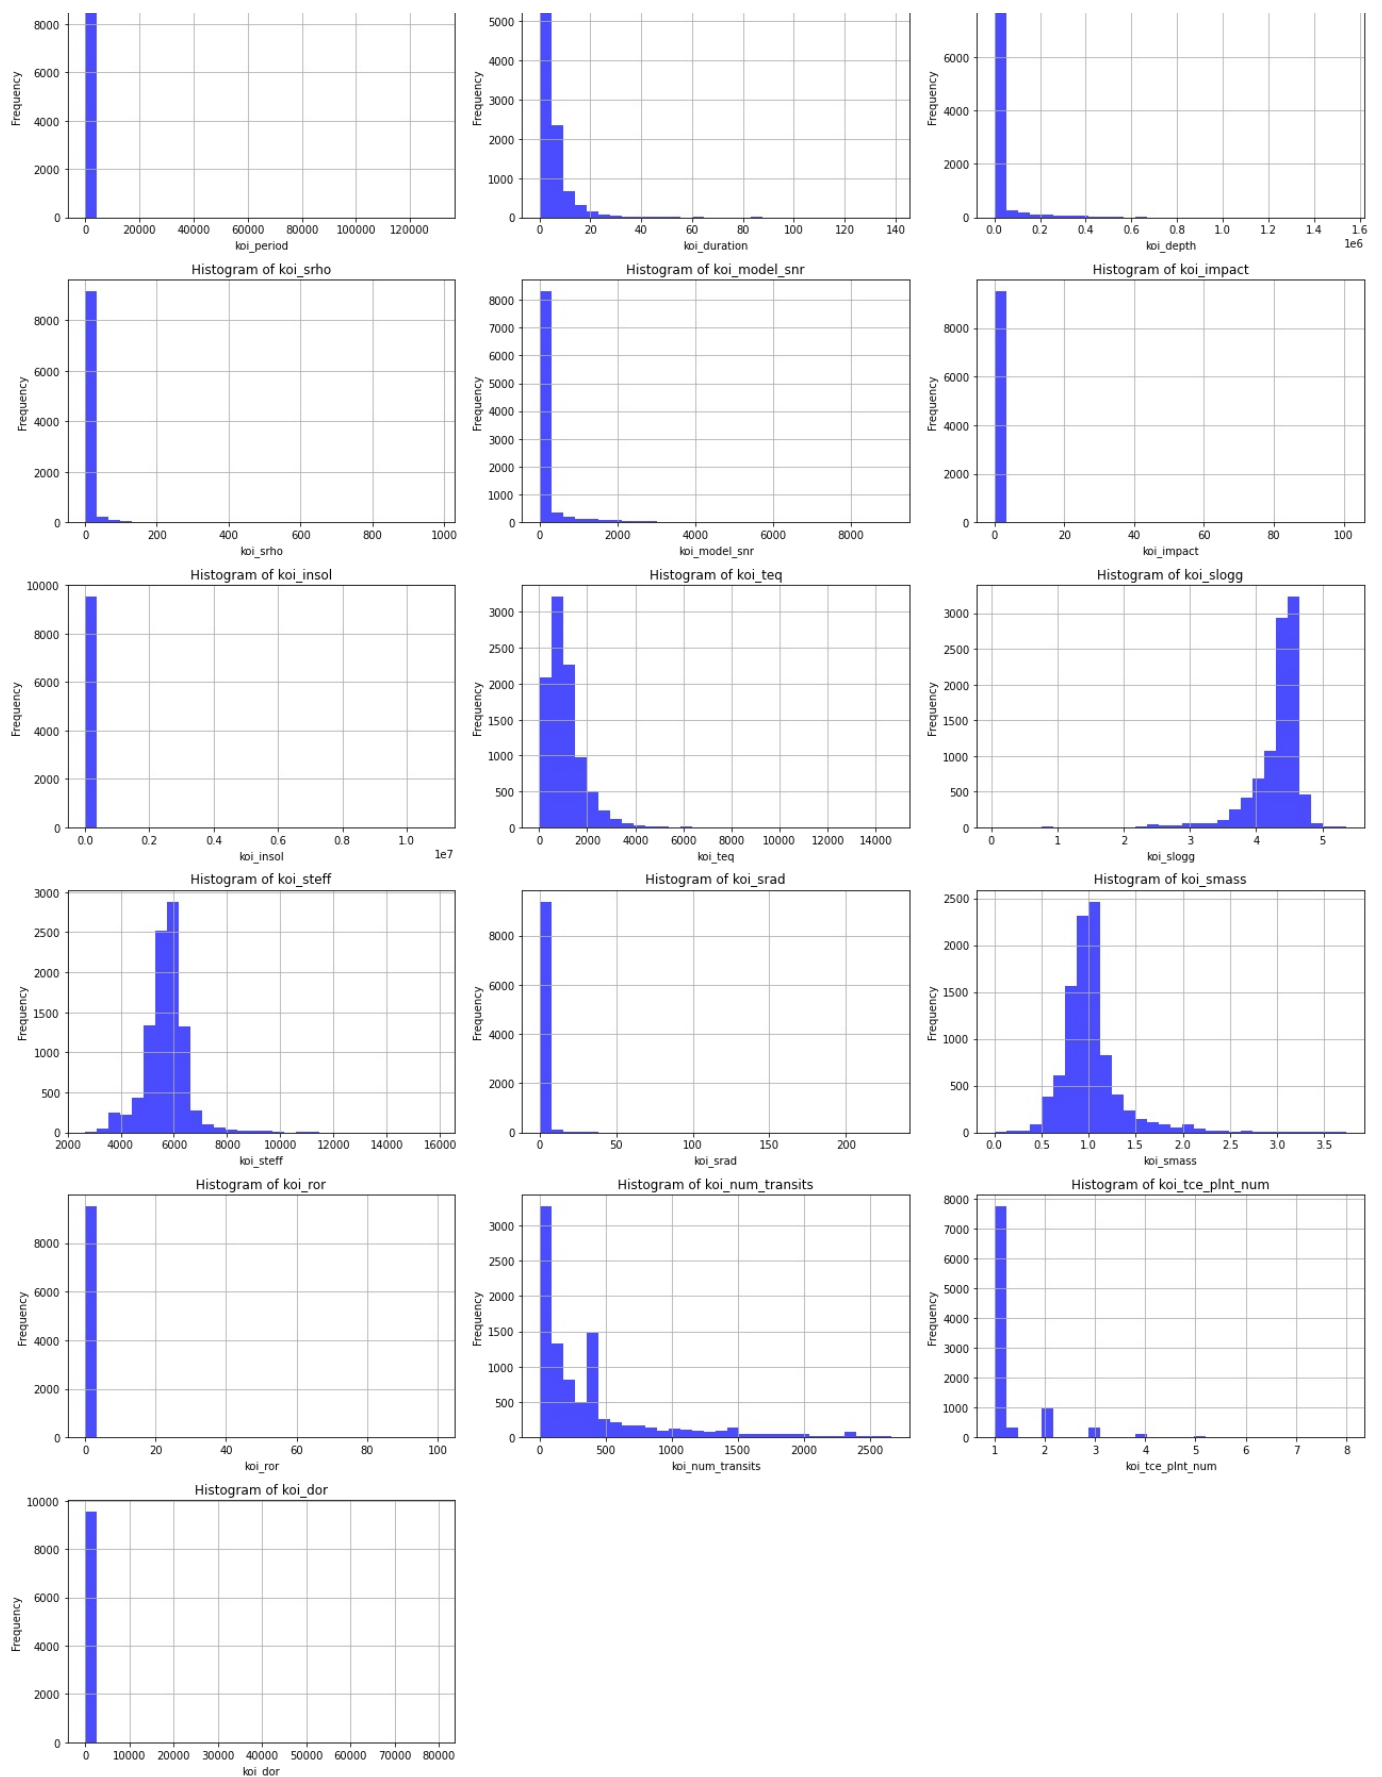 8000
6000
4000
2000
0
Frequency
0 20000 40000 60000 80000 100000 120000
koi_period
5000
4000
3000
2000
1000
0
Frequency
0 20 40 60 80 100 120 140
koi_duration
6000
4000
2000
0
Frequency
0.0 0.2 0.4 0.6 0.8 1.0 1.2 1.4 1.6
1e6
koi_depth
Histogram of koi_srho
8000
6000
4000
2000
0
Frequency
0 200 400 600 800 1000
koi_srho
Histogram of koi_model_snr
8000
7000
6000
5000
4000
3000
2000
1000
0
Frequency
0 2000 4000 6000 8000
koi_model_snr
Histogram of koi_impact
8000
6000
4000
2000
0
Frequency
0 20 40 60 80 100
koi_impact
Histogram of koi_insol
10000
8000
6000
4000
2000
0
Frequency
0.0 0.2 0.4 0.6 0.8 1.0
1e7
koi_insol
Histogram of koi_teq
3000
2500
2000
1500
1000
500
0
Frequency
0 2000 4000 6000 8000 10000 12000 14000
koi_teq
Histogram of koi_slogg
3000
2500
2000
1500
1000
500
0
Frequency
0 1 2 3 4 5
koi_slogg
Histogram of koi_steff
3000
2500
2000
1500
1000
500
0
Frequency
2000 4000 6000 8000 10000 12000 14000 16000
koi_steff
Histogram of koi_srad
8000
6000
4000
2000
0
Frequency
0 50 100 150 200
koi_srad
Histogram of koi_smass
2500
2000
1500
1000
500
0
Frequency
0.0 0.5 1.0 1.5 2.0 2.5 3.0 3.5
koi_smass
Histogram of koi_ror
8000
6000
4000
2000
0
Frequency
0 20 40 60 80 100
koi_ror
Histogram of koi_num_transits
3000
2500
2000
1500
1000
500
0
Frequency
0 500 1000 1500 2000 2500
koi_num_transits
Histogram of koi_tce_plnt_num
8000
7000
6000
5000
4000
3000
2000
1000
0
Frequency
1 2 3 4 5 6 7 8
koi_tce_plnt_num
Histogram of koi_dor
10000
8000
6000
4000
2000
0
Frequency
0 10000 20000 30000 40000 50000 60000 70000 80000
koi_dor